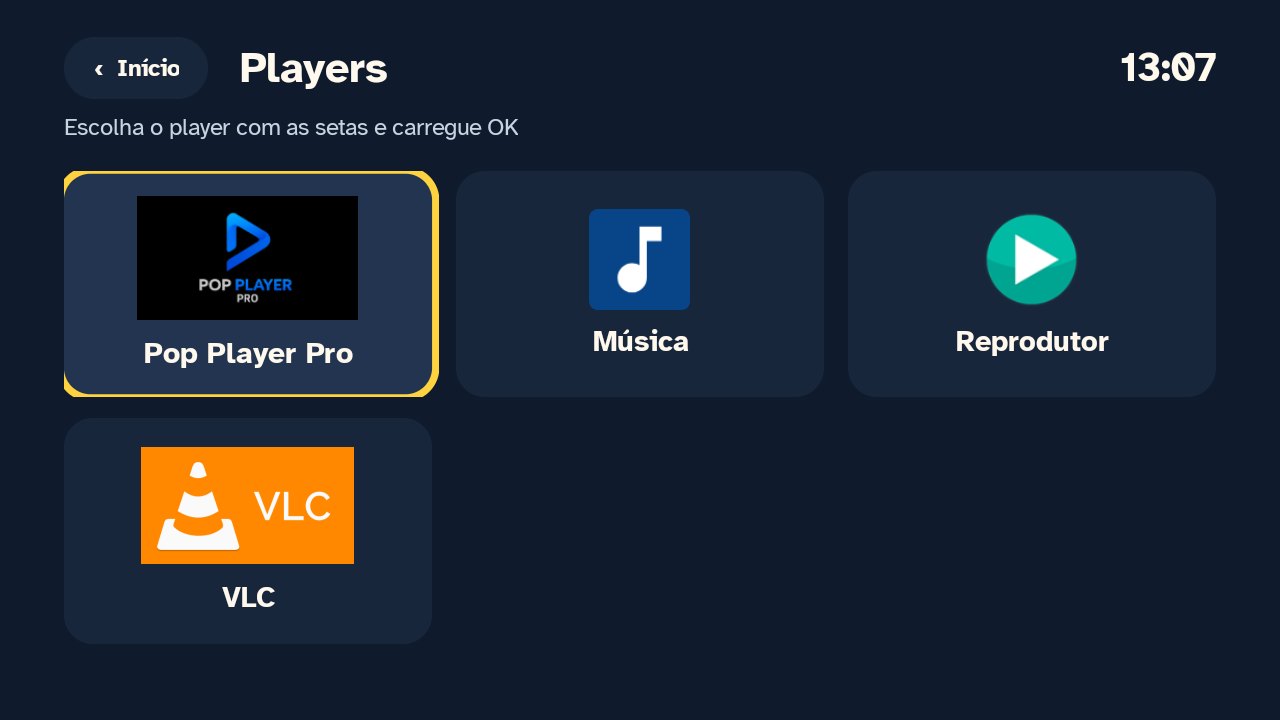 ‹ Início
Players
13:07
Escolha o player com as setas e carregue OK
POP PLAYER
PRO
Pop Player Pro
Música
Reprodutor
VLC
VLC